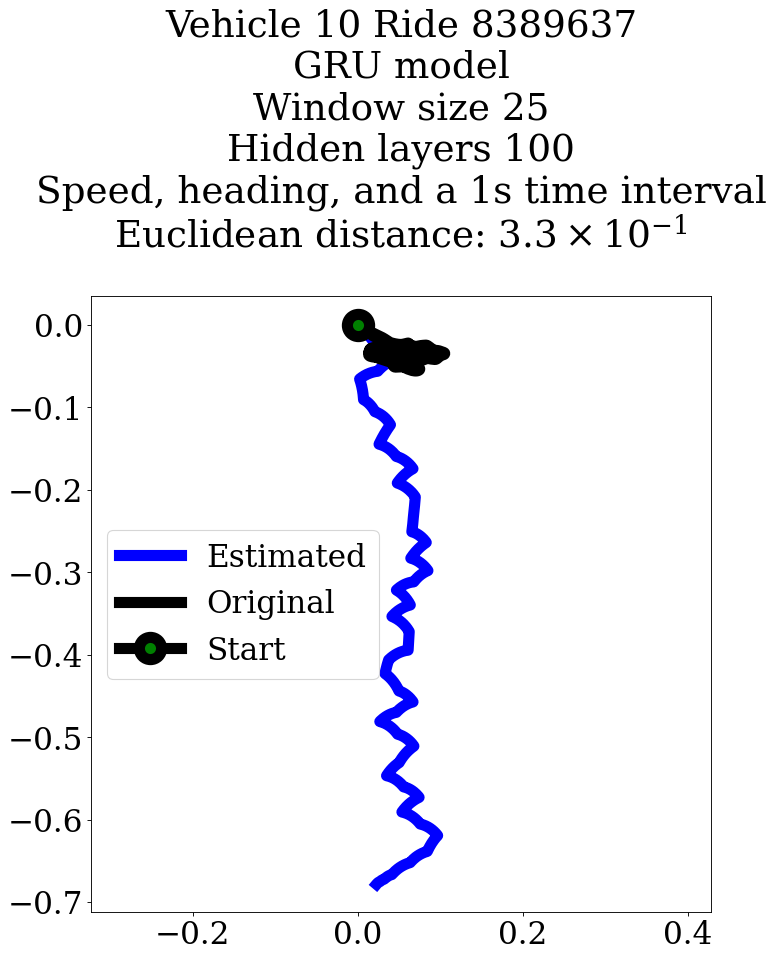 Vehicle 10 Ride 8389637
GRU model
Window size 25
Hidden layers 100
Speed, heading, and a 1s time interval
Euclidean distance: 3.3 × 10⁻¹
0.0
−0.1
−0.2
−0.3
−0.4
−0.5
−0.6
−0.7
Estimated
Original
Start
−0.2 0.0 0.2 0.4